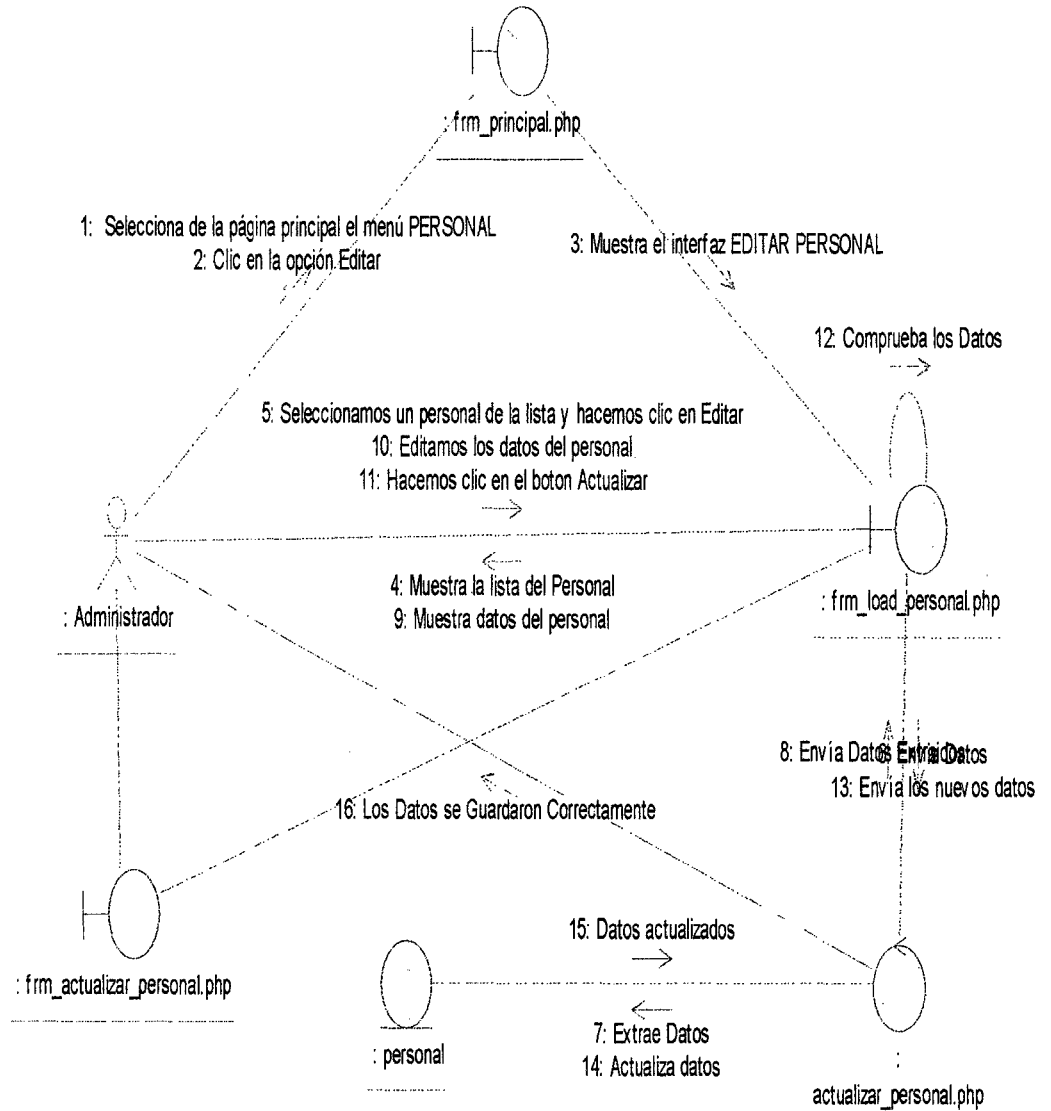 : frm_principal.php
1: Selecciona de la página principal el menú PERSONAL
2: Clic en la opción Editar
3: Muestra el interfaz EDITAR PERSONAL
12: Comprueba los Datos
5: Seleccionamos un personal de la lista y hacemos clic en Editar
10: Editamos los datos del personal
11: Hacemos clic en el boton Actualizar
4: Muestra la lista del Personal
9: Muestra datos del personal
: Administrador
: frm_load_personal.php
8: Envía Datos Datos
13: Envía los nuevos datos
16: Los Datos se Guardaron Correctamente
15: Datos actualizados
: frm_actualizar_personal.php
7: Extrae Datos
14: Actualiza datos
: personal
:
actualizar_personal.php